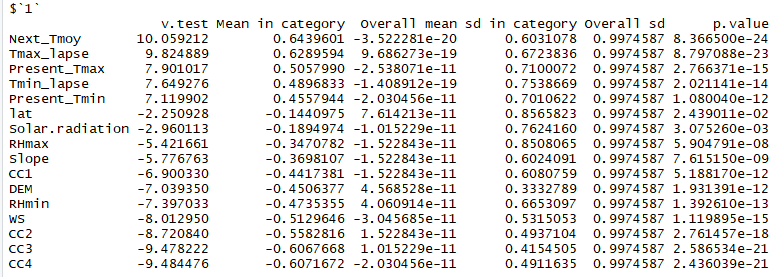 $`1`
v.test Mean in category Overall mean sd in category Overall sd p.value
Next_Tmoy 10.059212 0.6439601 -3.522281e-20 0.6031078 0.9974587 8.366500e-24
Tmax_lapse 9.824889 0.6289594 9.686273e-19 0.6723836 0.9974587 8.797088e-23
Present_Tmax 7.901017 0.5057990 -2.538071e-11 0.7100072 0.9974587 2.766371e-15
Tmin_lapse 7.649276 0.4896833 -1.408912e-19 0.7538669 0.9974587 2.021141e-14
Present_Tmin 7.119902 0.4557944 -2.030456e-11 0.7010622 0.9974587 1.080040e-12
lat -2.250928 -0.1440975 7.614213e-11 0.8565823 0.9974587 2.439011e-02
Solar.radiation -2.960113 -0.1894974 -1.015229e-11 0.7624160 0.9974587 3.075260e-03
RHmax -5.421661 -0.3470782 -1.522843e-11 0.8508065 0.9974587 5.904791e-08
Slope -5.776763 -0.3698107 -1.522843e-11 0.6024091 0.9974587 7.615150e-09
CC1 -6.900330 -0.4417381 -1.522843e-11 0.6080759 0.9974587 5.188170e-12
DEM -7.039350 -0.4506377 4.568528e-11 0.3332789 0.9974587 1.931391e-12
RHmin -7.397033 -0.4735355 4.060914e-11 0.6653097 0.9974587 1.392610e-13
WS -8.012950 -0.5129646 -3.045685e-11 0.5315053 0.9974587 1.119895e-15
CC2 -8.720840 -0.5582816 1.522843e-11 0.4937104 0.9974587 2.761457e-18
CC3 -9.478222 -0.6067668 1.015229e-11 0.4154505 0.9974587 2.586534e-21
CC4 -9.484476 -0.6071672 -2.030456e-11 0.4911635 0.9974587 2.436039e-21